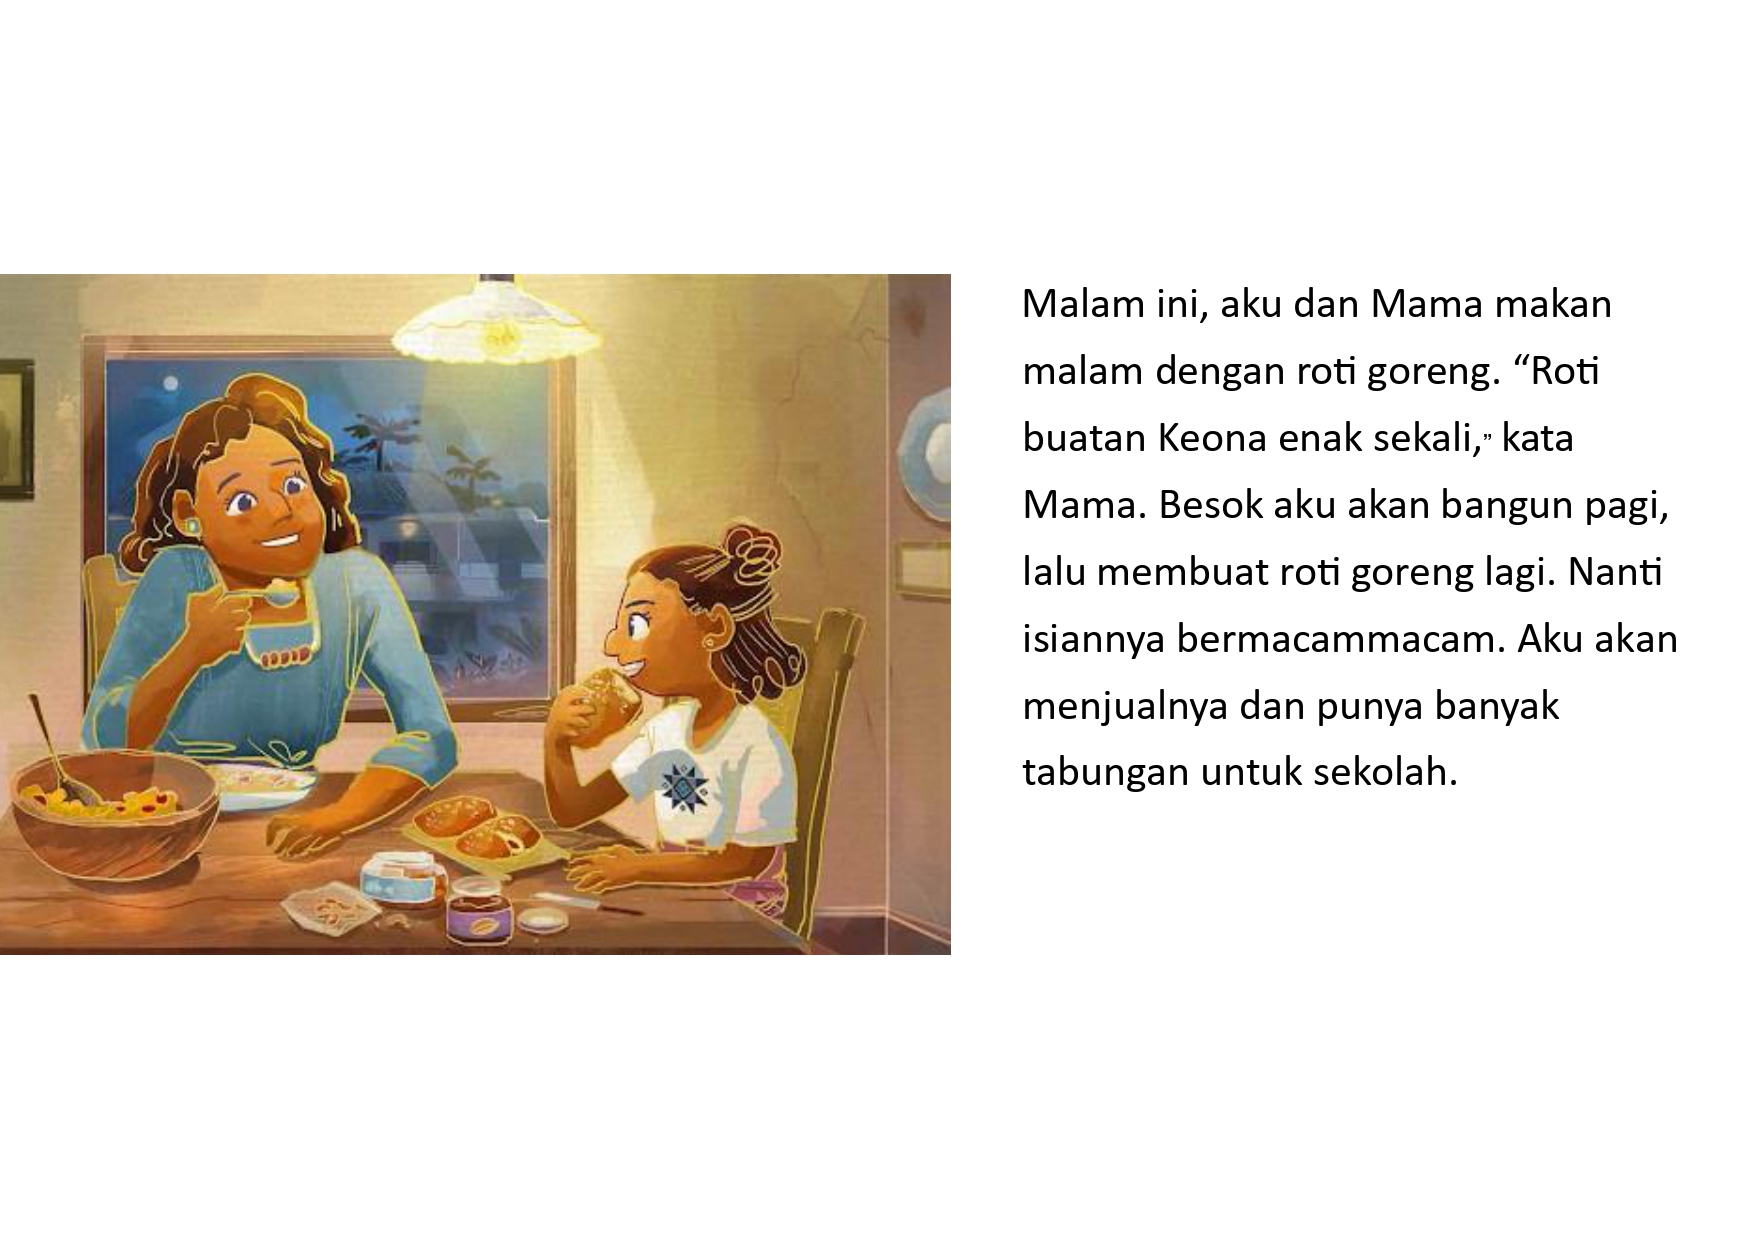 Malam ini, aku dan Mama makan
malam dengan roti goreng. “Roti
buatan Keona enak sekali,” kata
Mama. Besok aku akan bangun pagi,
lalu membuat roti goreng lagi. Nanti
isiannya bermacammacam. Aku akan
menjualnya dan punya banyak
tabungan untuk sekolah.